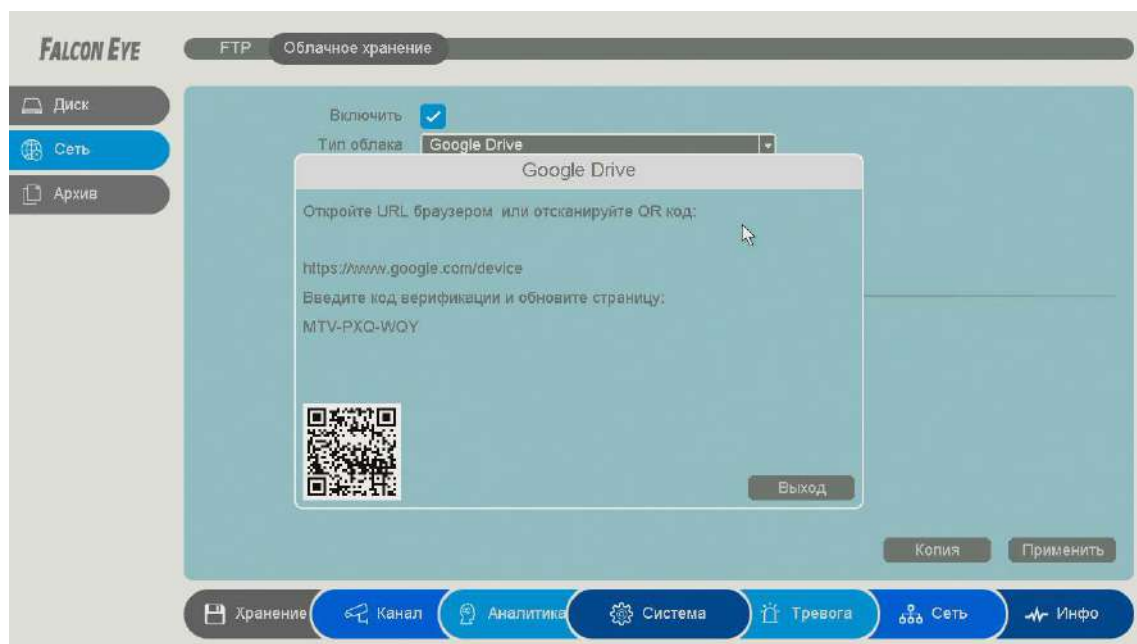 FALCON EYE
FTP
Облачное хранение
Диск
Сеть
Архив
Включить
Тип облака
Google Drive
Google Drive
Откройте URL браузером или отсканируйте QR код:
https://www.google.com/device
Введите код верификации и обновите страницу:
MTV-PXQ-WQY
Выход
Копия
Применить
Хранение
Канал
Аналитика
Система
Тревога
Сеть
Инфо